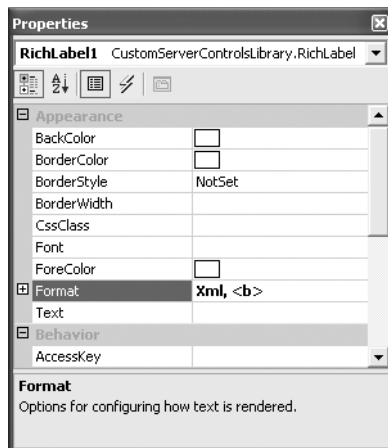 Properties
RichLabel1 CustomServerControlsLibrary.RichLabel
Appearance
BackColor
BorderColor
BorderStyle NotSet
BorderWidth
CssClass
Font
ForeColor
Format Xml, <b>
Text
Behavior
AccessKey
Format
Options for configuring how text is rendered.